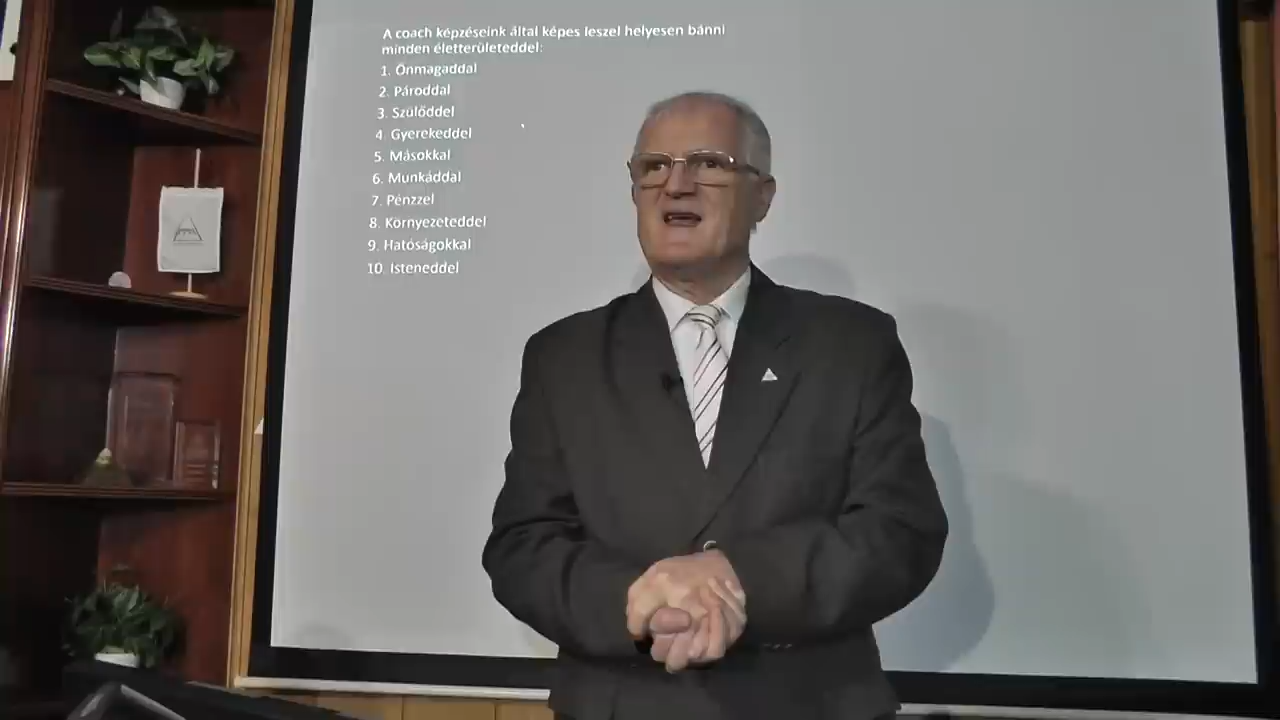 A coach képzéseink által képes leszel helyesen bánni
minden életterületeddel:
1. Önmagaddal
2. Pároddal
3. Szülőddel
4. Gyerekeddel
5. Másokkal
6. Munkáddal
7. Pénzzel
8. Környezeteddel
9. Hatóságokkal
10. Isteneddel